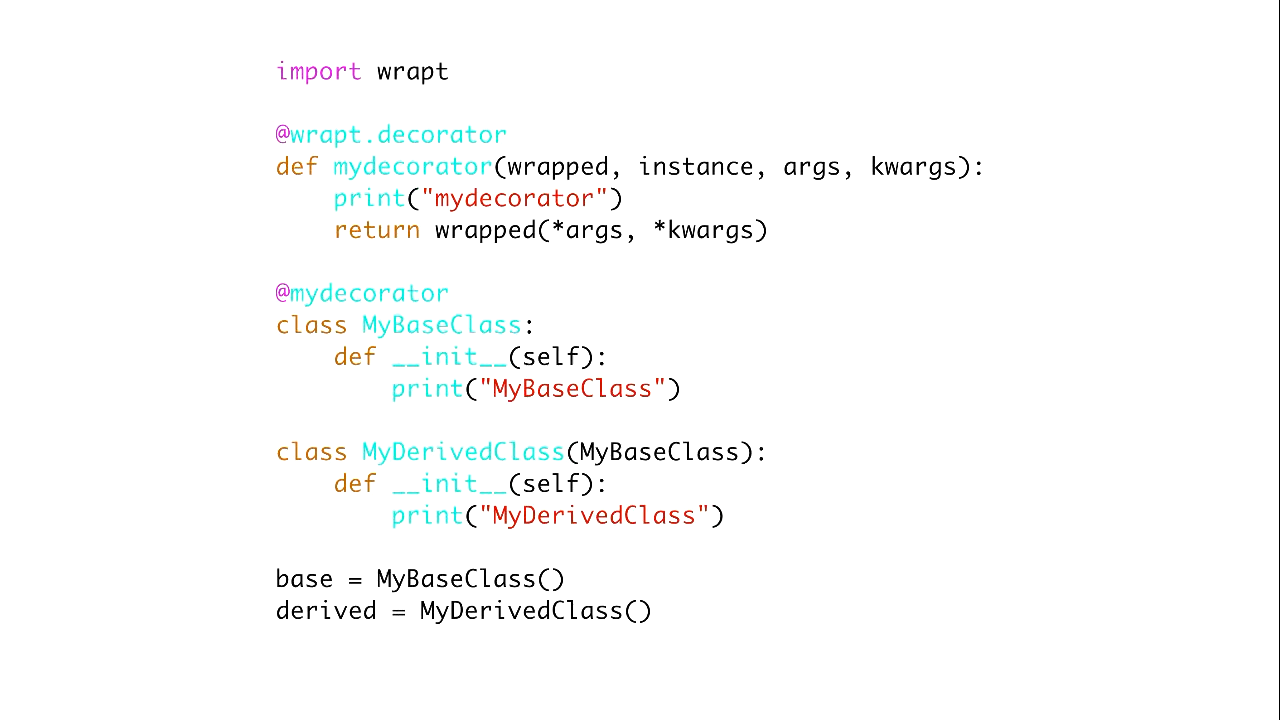 import wrapt
@wrapt.decorator
def mydecorator(wrapped, instance, args, kwargs):
    print("mydecorator")
    return wrapped(*args, *kwargs)
@mydecorator
class MyBaseClass:
    def __init__(self):
        print("MyBaseClass")
class MyDerivedClass(MyBaseClass):
    def __init__(self):
        print("MyDerivedClass")
base = MyBaseClass()
derived = MyDerivedClass()